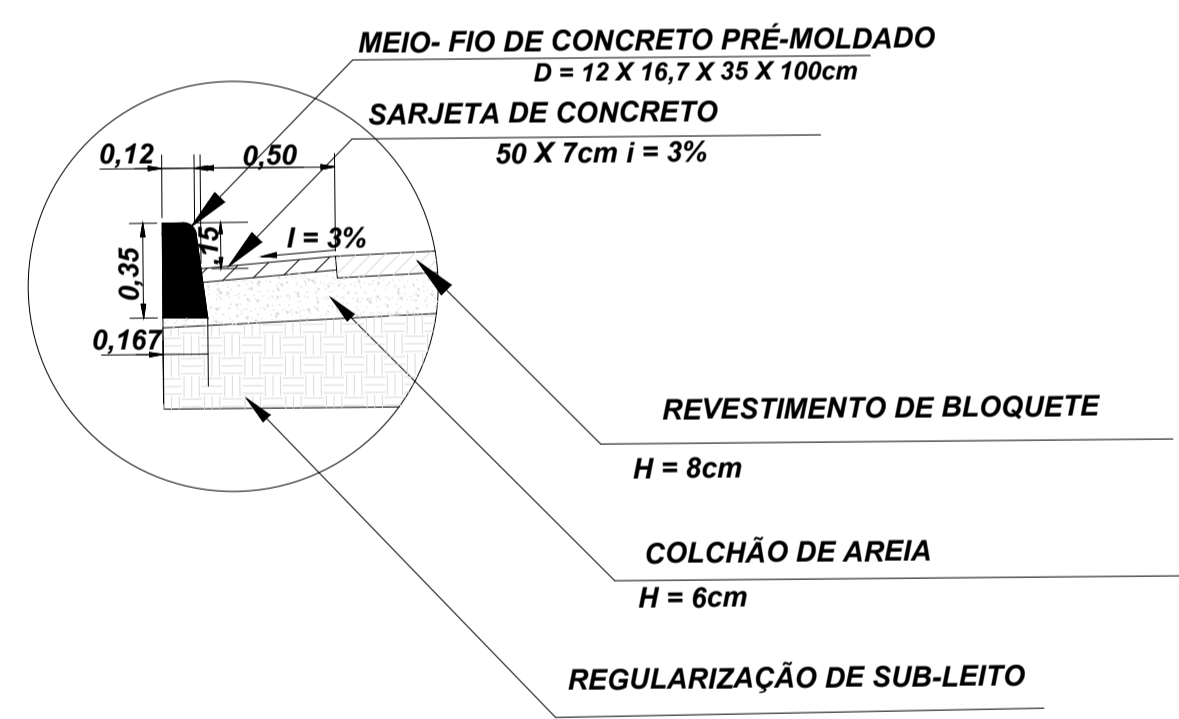 MEIO- FIO DE CONCRETO PRÉ-MOLDADO
D = 12 X 16,7 X 35 X 100cm
SARJETA DE CONCRETO
50 X 7cm i = 3%
0,12
0,50
,15
I = 3%
0,35
0,167
REVESTIMENTO DE BLOQUETE
H = 8cm
COLCHÃO DE AREIA
H = 6cm
REGULARIZAÇÃO DE SUB-LEITO